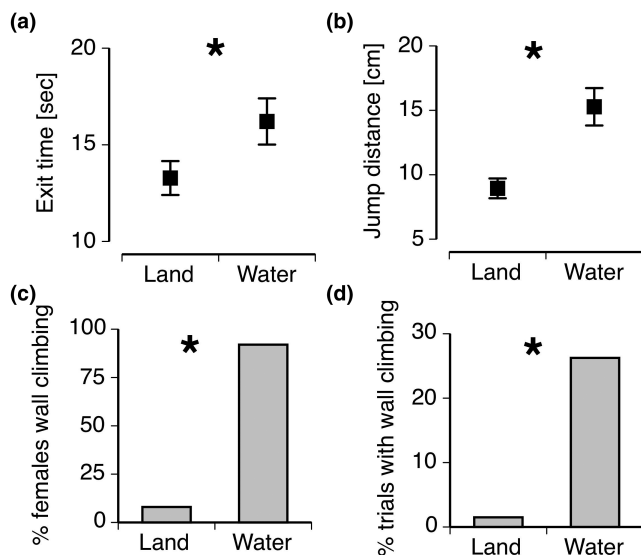 (a)
Exit time [sec]
20
15
10
*
Land Water
(b)
Jump distance [cm]
20
15
10
5
*
Land Water
(c)
% females wall climbing
100
75
50
25
0
*
Land Water
(d)
% trials with wall climbing
30
20
10
0
*
Land Water